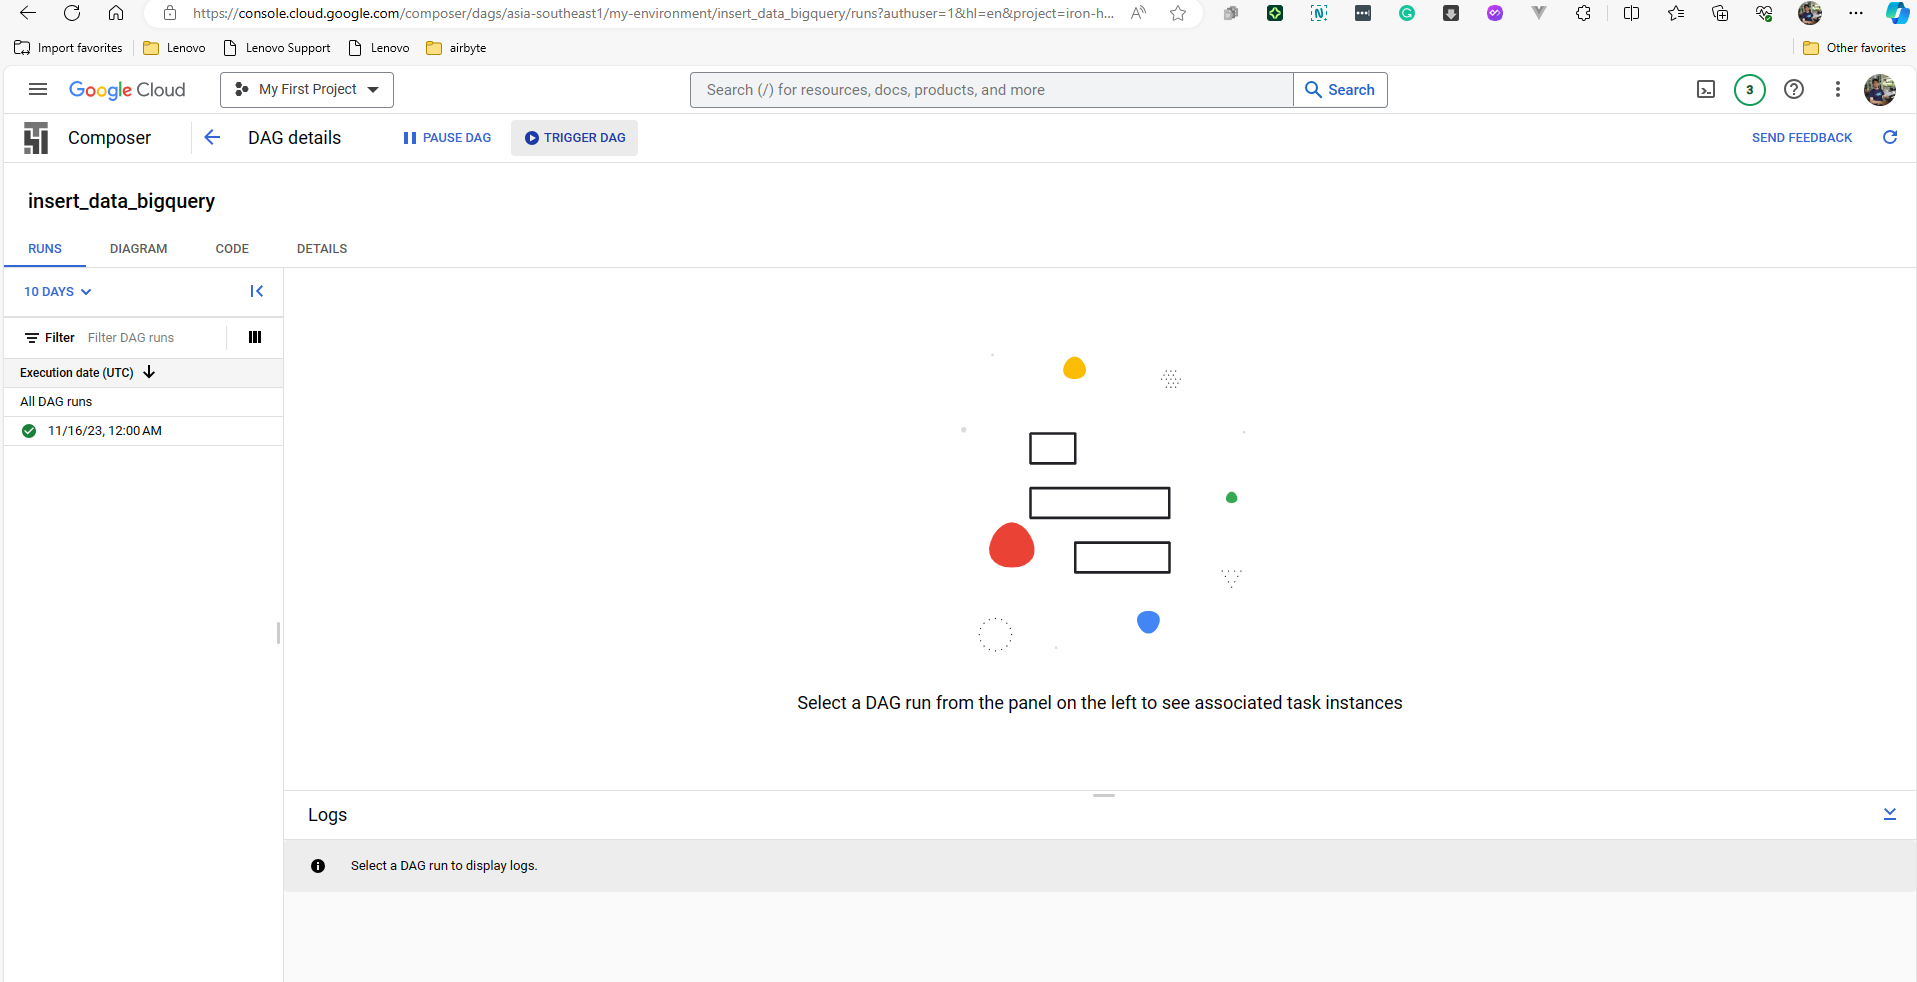 https://console.cloud.google.com/composer/dags/asia-southeast1/my-environment/insert_data_bigquery/runs?authuser=1&hl=en&project=iron-h...
Import favorites Lenovo Lenovo Support Lenovo airbyte Other favorites
Google Cloud My First Project Search (/) for resources, docs, products, and more Search 3
Composer DAG details PAUSE DAG TRIGGER DAG SEND FEEDBACK
insert_data_bigquery
RUNS DIAGRAM CODE DETAILS
10 DAYS
Filter Filter DAG runs
Execution date (UTC)
All DAG runs
11/16/23, 12:00 AM
Select a DAG run from the panel on the left to see associated task instances
Logs
Select a DAG run to display logs.